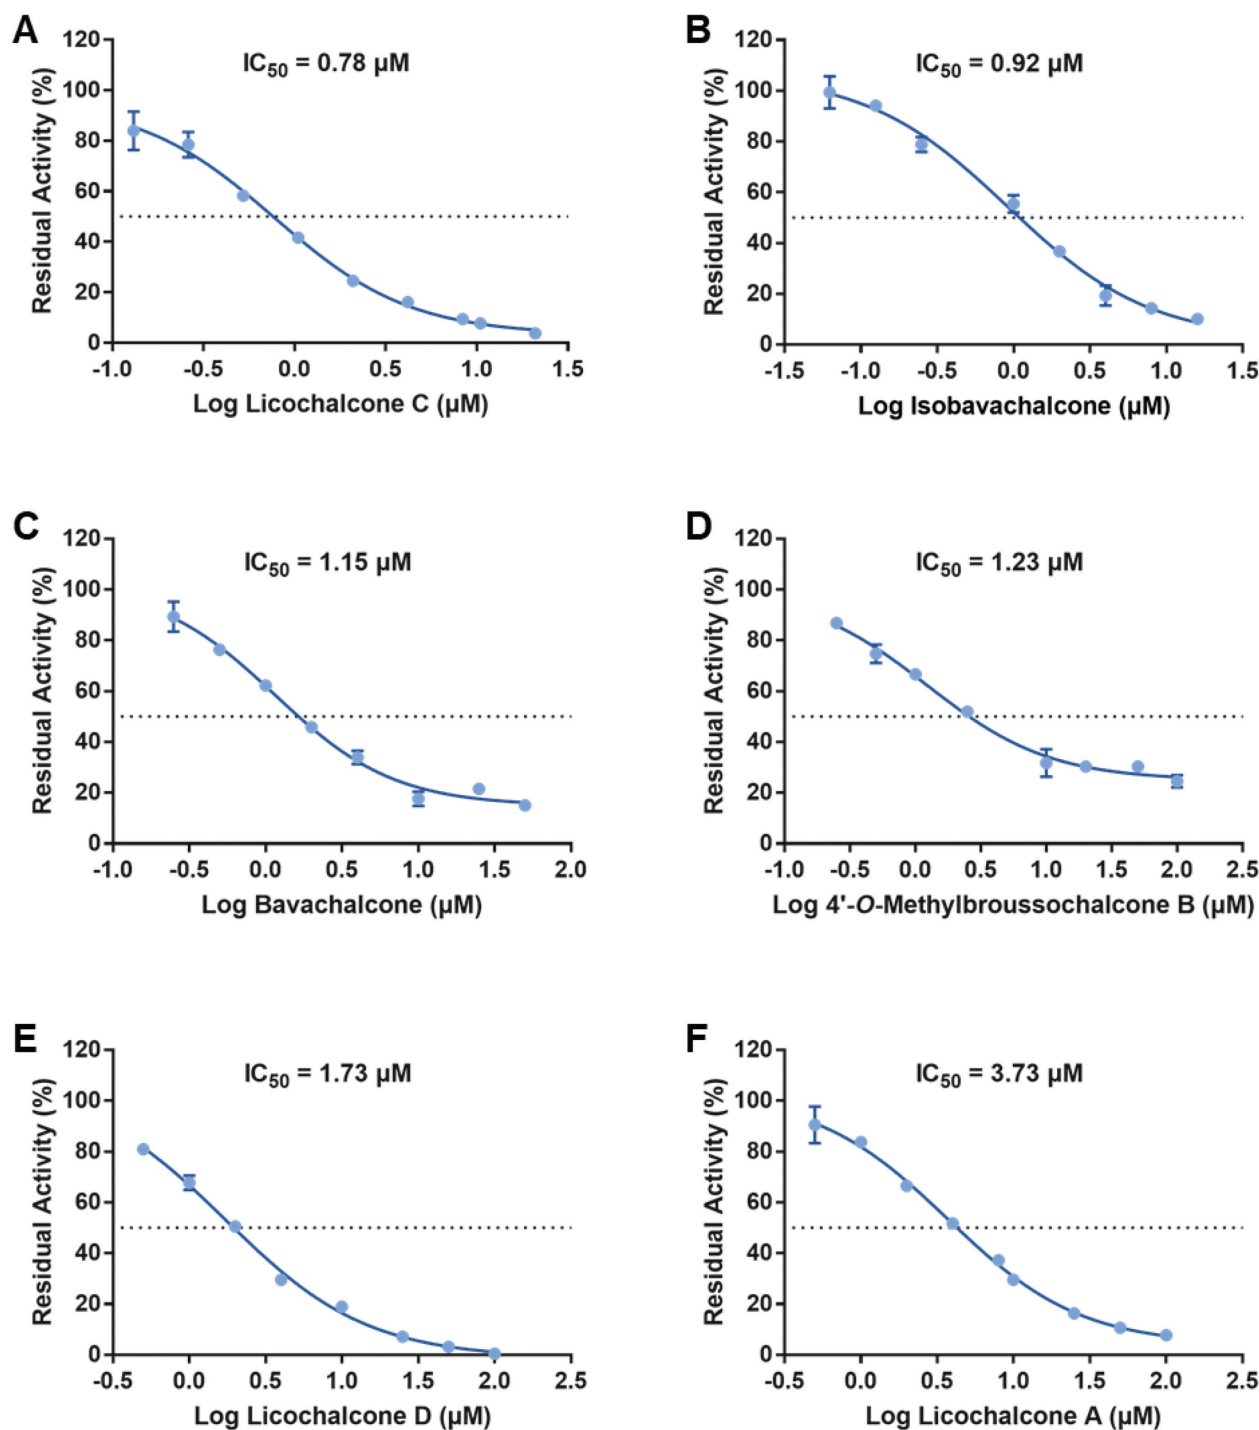 A
IC50 = 0.78 µM
Residual Activity (%)
120
100
80
60
40
20
0
-1.0 -0.5 0.0 0.5 1.0 1.5
Log Licochalcone C (µM)
B
IC50 = 0.92 µM
Residual Activity (%)
120
100
80
60
40
20
0
-1.5 -1.0 -0.5 0.0 0.5 1.0 1.5
Log Isobavachalcone (µM)
C
IC50 = 1.15 µM
Residual Activity (%)
120
100
80
60
40
20
0
-1.0 -0.5 0.0 0.5 1.0 1.5 2.0
Log Bavachalcone (µM)
D
IC50 = 1.23 µM
Residual Activity (%)
120
100
80
60
40
20
0
-1.0 -0.5 0.0 0.5 1.0 1.5 2.0 2.5
Log 4'-O-Methylbroussochalcone B (µM)
E
IC50 = 1.73 µM
Residual Activity (%)
120
100
80
60
40
20
0
-0.5 0.0 0.5 1.0 1.5 2.0 2.5
Log Licochalcone D (µM)
F
IC50 = 3.73 µM
Residual Activity (%)
120
100
80
60
40
20
0
-0.5 0.0 0.5 1.0 1.5 2.0 2.5
Log Licochalcone A (µM)